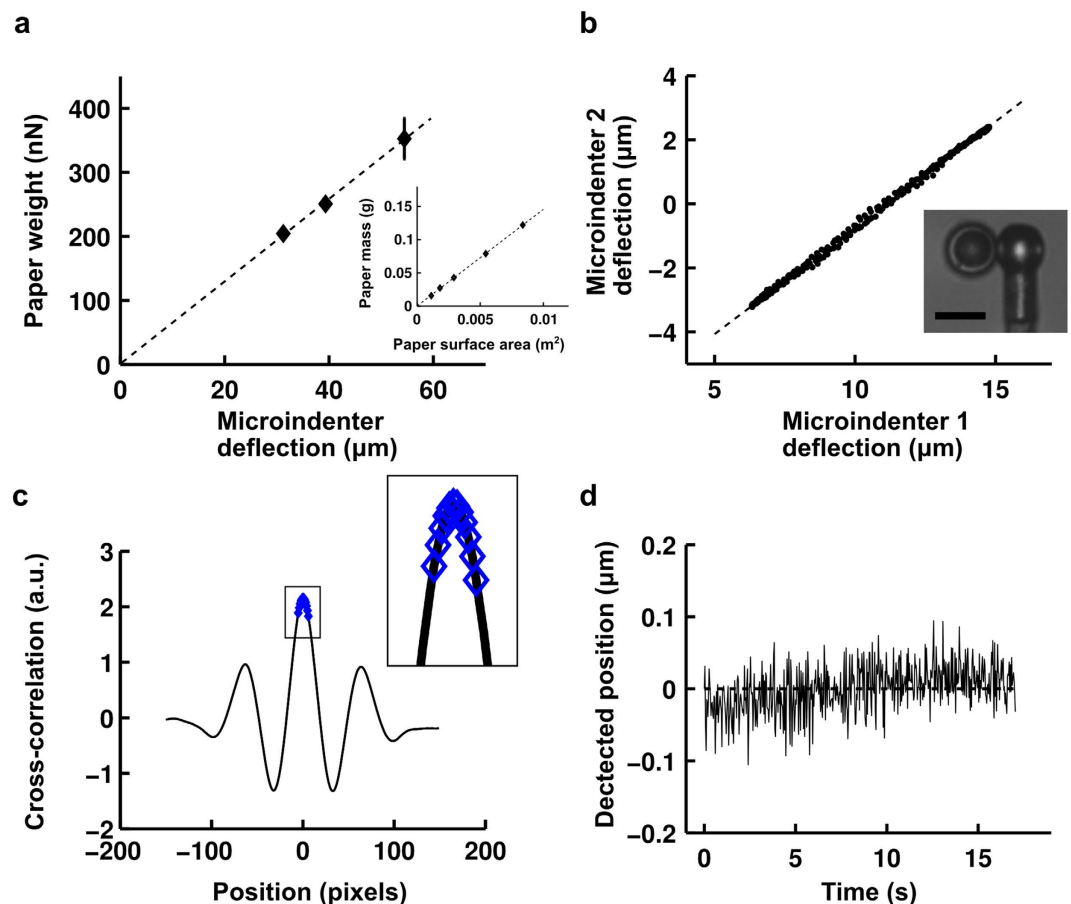 a
Paper weight (nN)
400
300
200
100
0
0 20 40 60
Microindenter
deflection (µm)
Paper mass (g)
0.15
0.1
0.05
0
0 0.005 0.01
Paper surface area (m²)
b
Microindenter 2
deflection (µm)
4
2
0
−2
−4
5 10 15
Microindenter 1
deflection (µm)
c
Cross-correlation (a.u.)
3
2
1
0
−1
−2
−200 −100 0 100 200
Position (pixels)
d
Dectected position (µm)
0.2
0.1
0
−0.1
−0.2
0 5 10 15
Time (s)